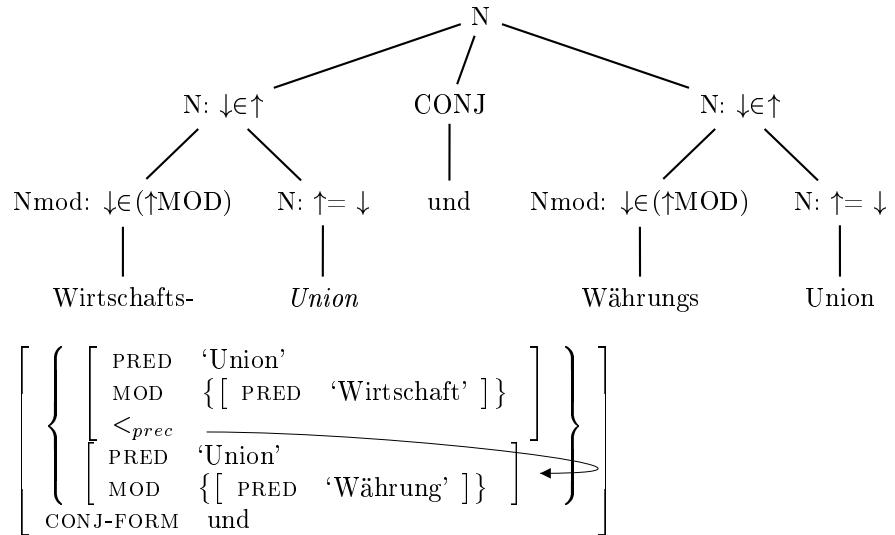 N
N: ↓∈↑ CONJ N: ↓∈↑
Nmod: ↓∈(↑MOD) N: ↑= ↓ und Nmod: ↓∈(↑MOD) N: ↑= ↓
Wirtschafts- Union Währungs Union
PRED ‘Union’
MOD {[ PRED ‘Wirtschaft’ ]}
<prec
PRED ‘Union’
MOD {[ PRED ‘Währung’ ]}
CONJ-FORM und